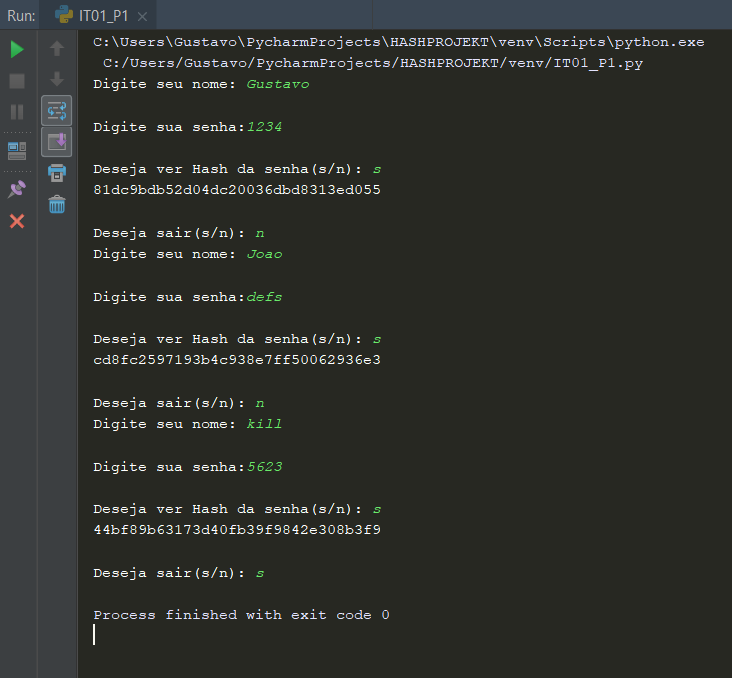 Run: IT01_P1
C:\Users\Gustavo\PycharmProjects\HASHPROJEKT\venv\Scripts\python.exe
C:/Users/Gustavo/PycharmProjects/HASHPROJEKT/venv/IT01_P1.py
Digite seu nome: Gustavo
Digite sua senha:1234
Deseja ver Hash da senha(s/n): s
81dc9bdb52d04dc20036dbd8313ed055
Deseja sair(s/n): n
Digite seu nome: Joao
Digite sua senha:defs
Deseja ver Hash da senha(s/n): s
cd8fc2597193b4c938e7ff50062936e3
Deseja sair(s/n): n
Digite seu nome: kill
Digite sua senha:5623
Deseja ver Hash da senha(s/n): s
44bf89b63173d40fb39f9842e308b3f9
Deseja sair(s/n): s
Process finished with exit code 0